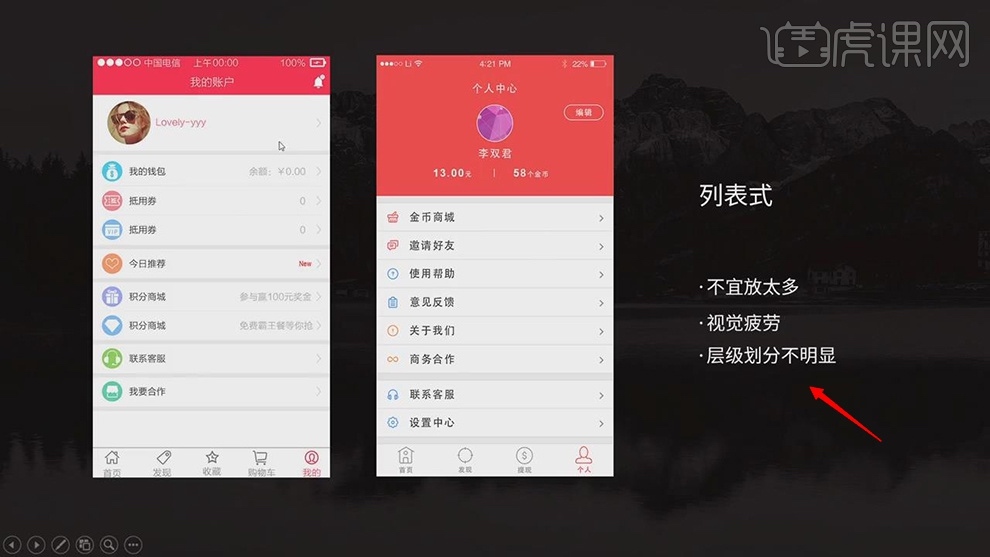 虎课网
中国电信 上午00:00 100%
我的账户
Lovely-yyy
我的钱包 余额：￥0.00
抵用券 0
VIP
抵用券 0
今日推荐 New
积分商城 参与赢100元奖金
积分商城 免费霸王餐等你抢
联系客服
我要合作
首页 发现 收藏 购物车 我的
LI 4:21 PM 22%
个人中心
编辑
李双君
13.00元 | 58个金币
金币商城
邀请好友
使用帮助
意见反馈
关于我们
商务合作
联系客服
设置中心
首页 发现 提现 个人
列表式
·不宜放太多
·视觉疲劳
·层级划分不明显